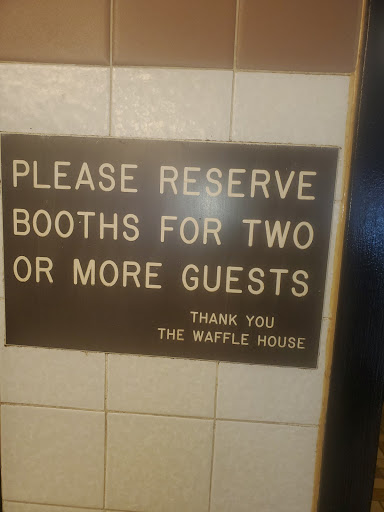 PLEASE RESERVE
BOOTHS FOR TWO
OR MORE GUESTS
THANK YOU
THE WAFFLE HOUSE